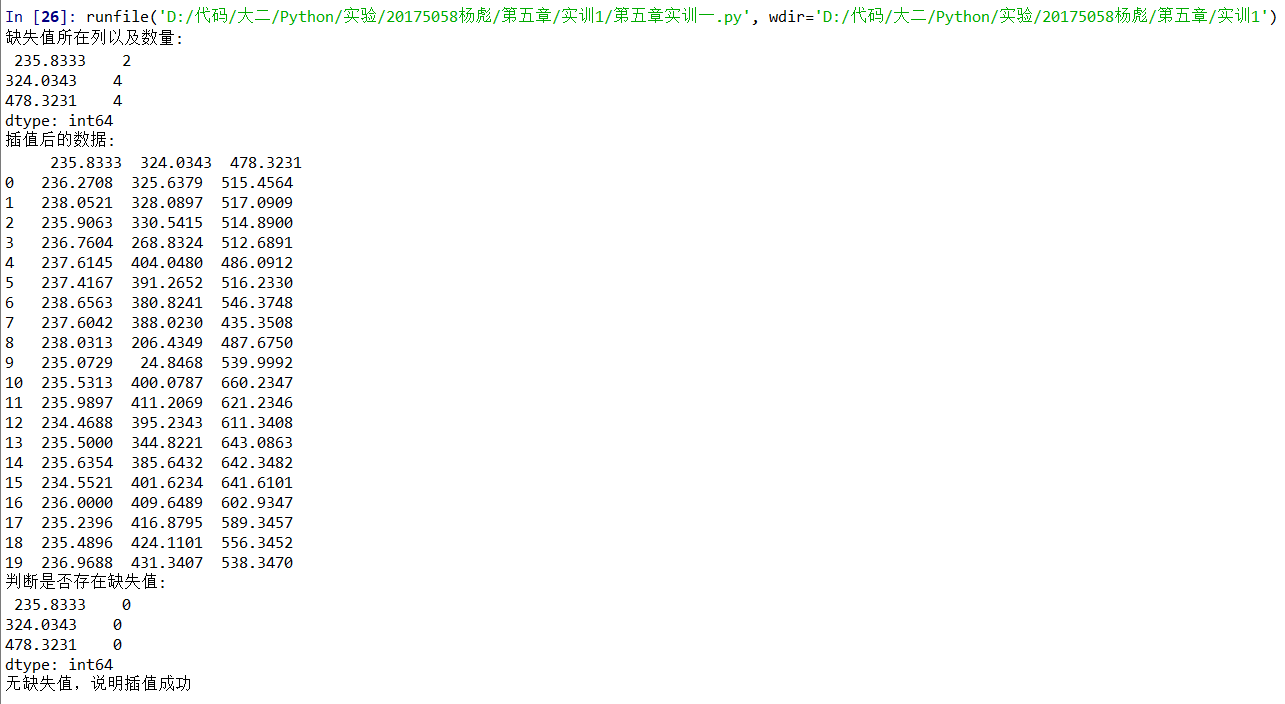 In [26]: runfile('D:/代码/大二/Python/实验/20175058杨彪/第五章/实训1/第五章实训一.py', wdir='D:/代码/大二/Python/实验/20175058杨彪/第五章/实训1')
缺失值所在列以及数量:
 235.8333    2
324.0343    4
478.3231    4
dtype: int64
插值后的数据:
     235.8333  324.0343  478.3231
0   236.2708  325.6379  515.4564
1   238.0521  328.0897  517.0909
2   235.9063  330.5415  514.8900
3   236.7604  268.8324  512.6891
4   237.6145  404.0480  486.0912
5   237.4167  391.2652  516.2330
6   238.6563  380.8241  546.3748
7   237.6042  388.0230  435.3508
8   238.0313  206.4349  487.6750
9   235.0729   24.8468  539.9992
10  235.5313  400.0787  660.2347
11  235.9897  411.2069  621.2346
12  234.4688  395.2343  611.3408
13  235.5000  344.8221  643.0863
14  235.6354  385.6432  642.3482
15  234.5521  401.6234  641.6101
16  236.0000  409.6489  602.9347
17  235.2396  416.8795  589.3457
18  235.4896  424.1101  556.3452
19  236.9688  431.3407  538.3470
判断是否存在缺失值:
 235.8333    0
324.0343    0
478.3231    0
dtype: int64
无缺失值，说明插值成功